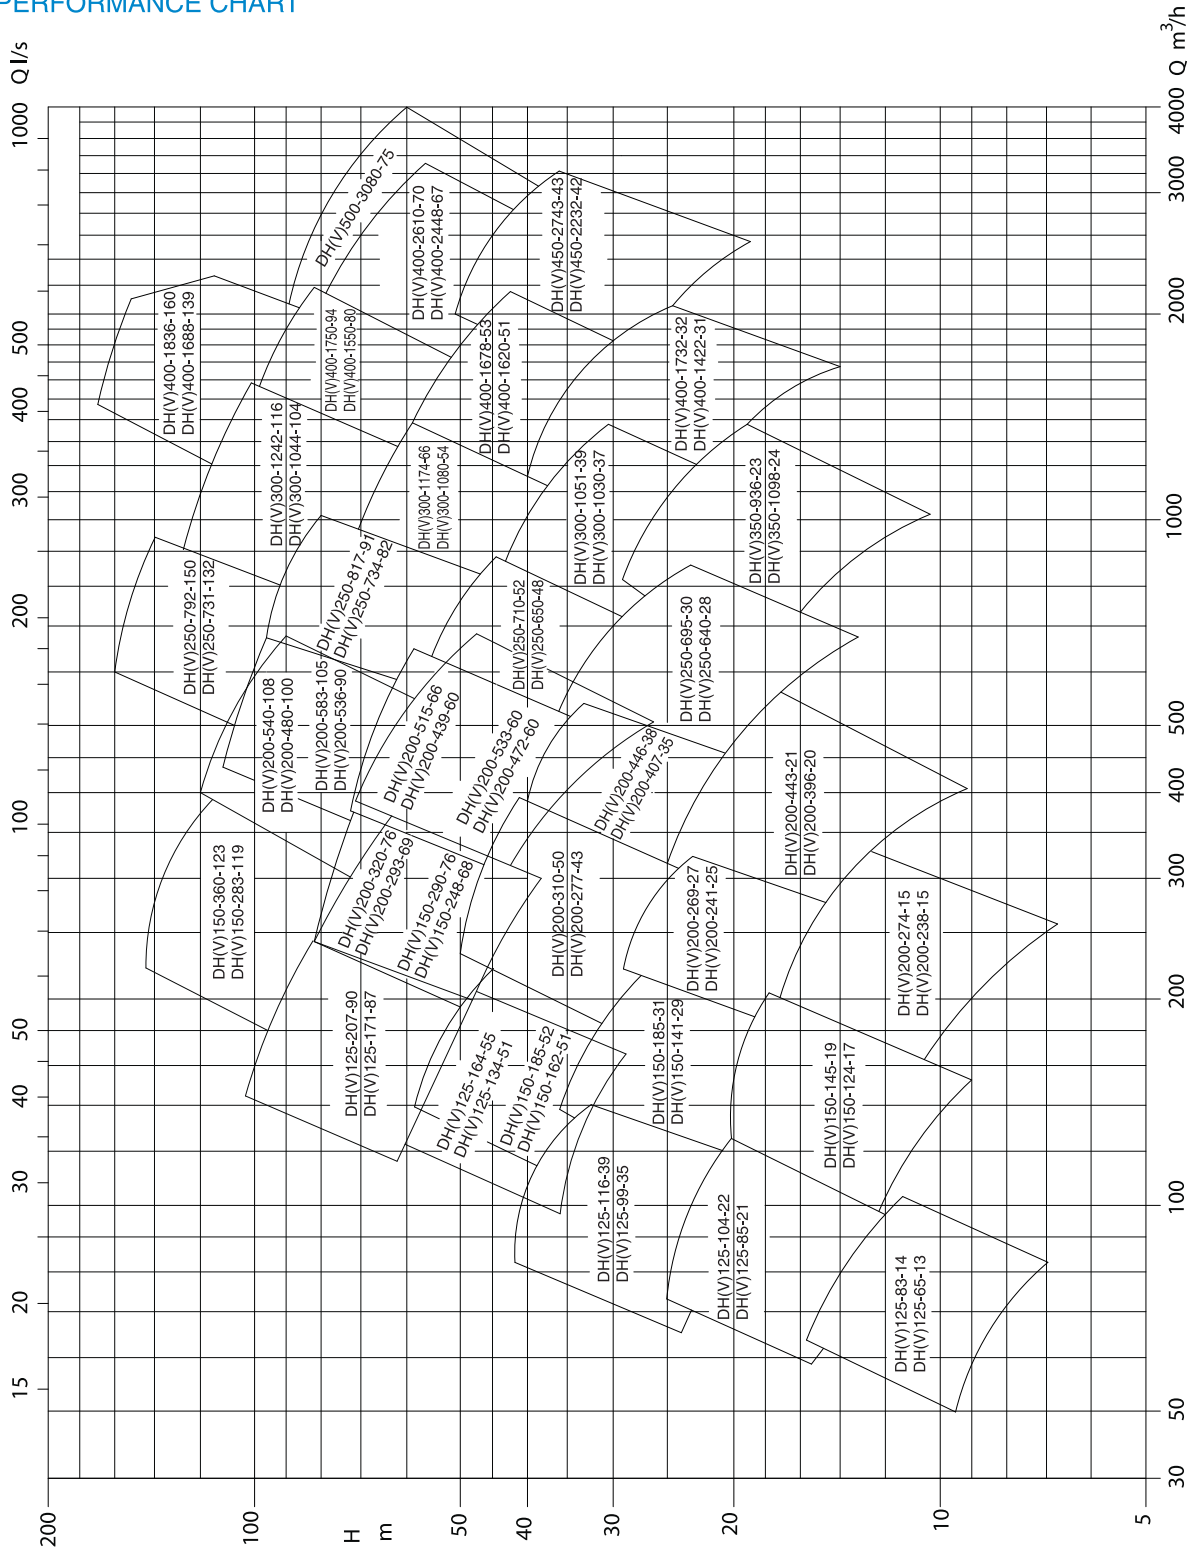 PERFORMANCE CHART
Q l/s
1000
500
400
300
200
100
50
40
30
20
15
Q m³/h
4000
3000
2000
1000
500
400
300
200
100
50
30
200
100
H
m
50
40
30
20
10
5
DH(V)500-3080-75
DH(V)400-2610-70
DH(V)400-2448-67
DH(V)450-2743-43
DH(V)450-2232-42
DH(V)400-1836-160
DH(V)400-1688-139
DH(V)400-1750-94
DH(V)400-1550-80
DH(V)400-1678-53
DH(V)400-1620-51
DH(V)400-1732-32
DH(V)400-1422-31
DH(V)300-1242-116
DH(V)300-1044-104
DH(V)300-1174-66
DH(V)300-1080-54
DH(V)300-1051-39
DH(V)300-1030-37
DH(V)350-936-23
DH(V)350-1098-24
DH(V)250-792-150
DH(V)250-731-132
DH(V)250-817-91
DH(V)250-734-82
DH(V)250-710-52
DH(V)250-650-48
DH(V)250-695-30
DH(V)250-640-28
DH(V)200-540-108
DH(V)200-480-100
DH(V)200-583-105
DH(V)200-536-90
DH(V)200-515-66
DH(V)200-439-60
DH(V)200-533-60
DH(V)200-472-60
DH(V)200-446-38
DH(V)200-407-35
DH(V)200-443-21
DH(V)200-396-20
DH(V)150-360-123
DH(V)150-283-119
DH(V)200-320-76
DH(V)200-293-69
DH(V)150-290-76
DH(V)150-248-68
DH(V)200-310-50
DH(V)200-277-43
DH(V)200-269-27
DH(V)200-241-25
DH(V)200-274-15
DH(V)200-238-15
DH(V)125-207-90
DH(V)125-171-87
DH(V)125-164-55
DH(V)125-134-51
DH(V)150-185-52
DH(V)150-162-51
DH(V)150-185-31
DH(V)150-141-29
DH(V)150-145-19
DH(V)150-124-17
DH(V)125-116-39
DH(V)125-99-35
DH(V)125-104-22
DH(V)125-85-21
DH(V)125-83-14
DH(V)125-65-13